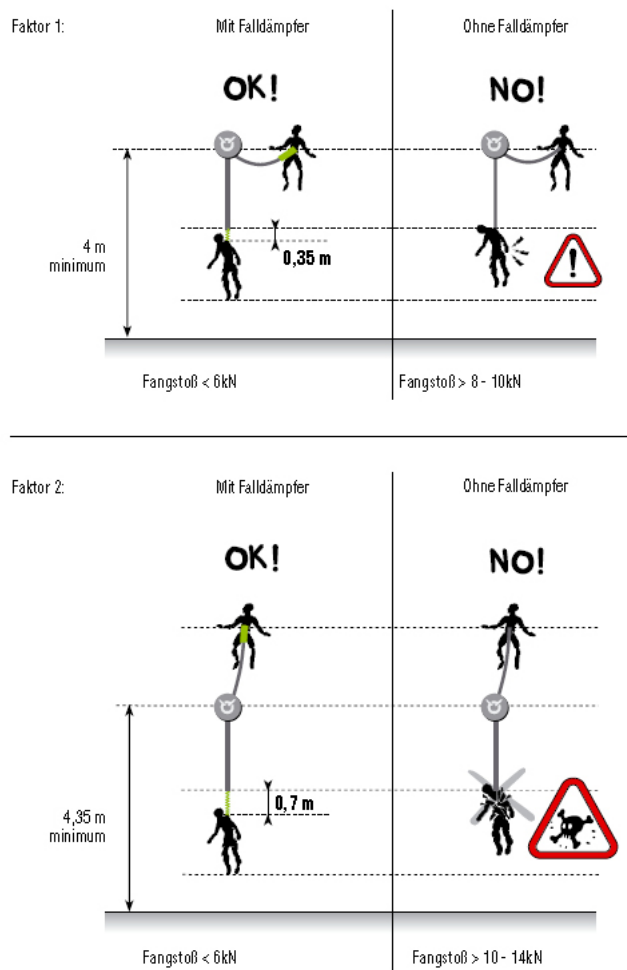 Faktor 1:
Mit Falldämpfer
Ohne Falldämpfer
OK!
NO!
4 m
minimum
0,35 m
!
Fangstoß < 6kN
Fangstoß > 8 - 10kN
Faktor 2:
Mit Falldämpfer
Ohne Falldämpfer
OK!
NO!
4,35 m
minimum
0,7 m
Fangstoß < 6kN
Fangstoß > 10 - 14kN